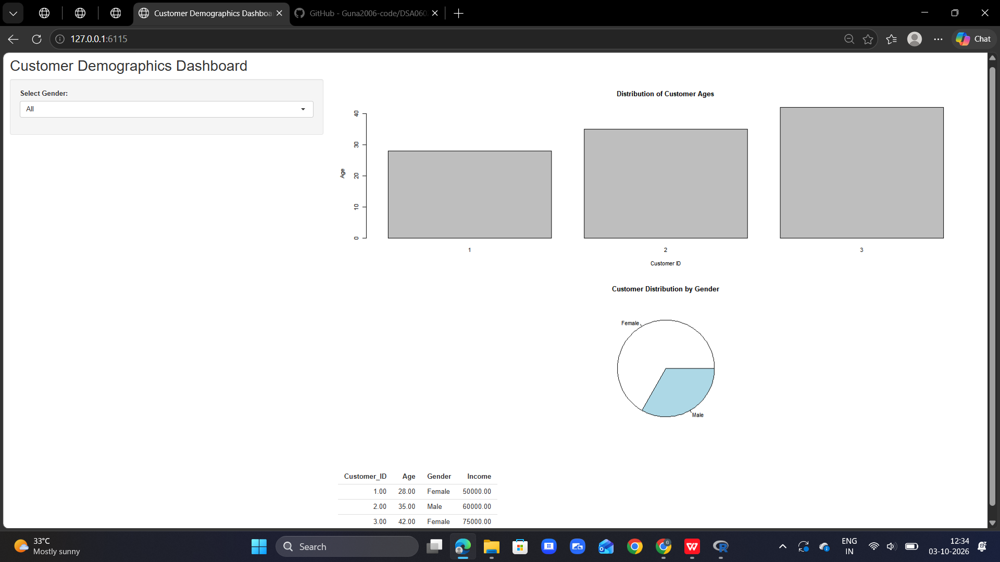 Customer Demographics Dashboa
GitHub - Guna2006-code/DSA060
127.0.0.1:6115
Chat
Customer Demographics Dashboard
Select Gender:
All
Distribution of Customer Ages
40
30
20
10
0
Age
1
2
3
Customer ID
Customer Distribution by Gender
Female
Male
Customer_ID Age Gender Income
1.00 28.00 Female 50000.00
2.00 35.00 Male 60000.00
3.00 42.00 Female 75000.00
33°C
Mostly sunny
Search
ENG
IN
12:34
03-10-2026